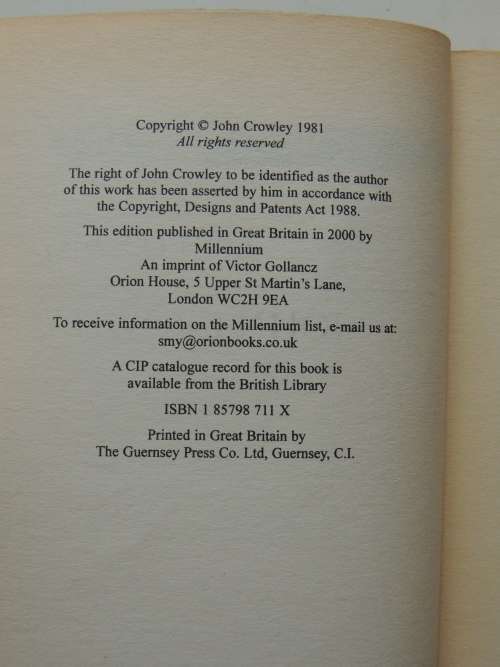 Copyright © John Crowley 1981
All rights reserved
The right of John Crowley to be identified as the author
of this work has been asserted by him in accordance with
the Copyright, Designs and Patents Act 1988.
This edition published in Great Britain in 2000 by
Millennium
An imprint of Victor Gollancz
Orion House, 5 Upper St Martin's Lane,
London WC2H 9EA
To receive information on the Millennium list, e-mail us at:
smy@orionbooks.co.uk
A CIP catalogue record for this book is
available from the British Library
ISBN 1 85798 711 X
Printed in Great Britain by
The Guernsey Press Co. Ltd, Guernsey, C.I.